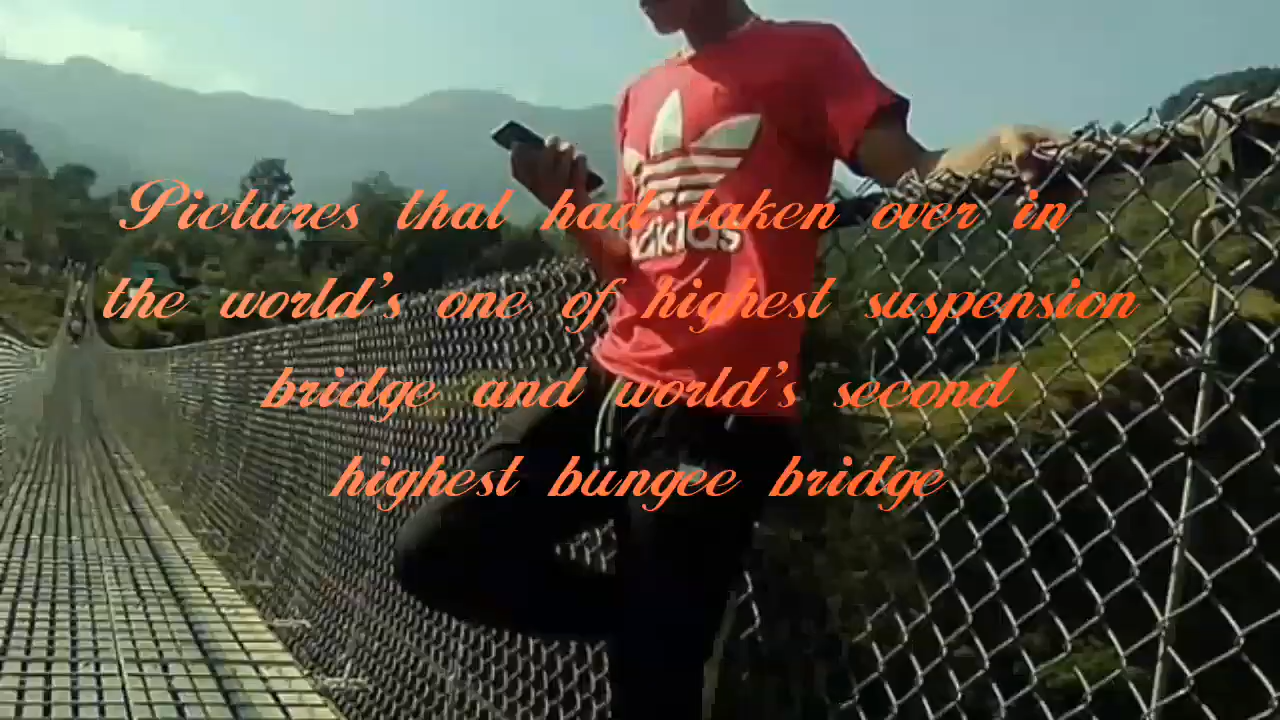 adidas
Pictures that had taken over in
the world's one of highest suspension
bridge and world's second
highest bungee bridge